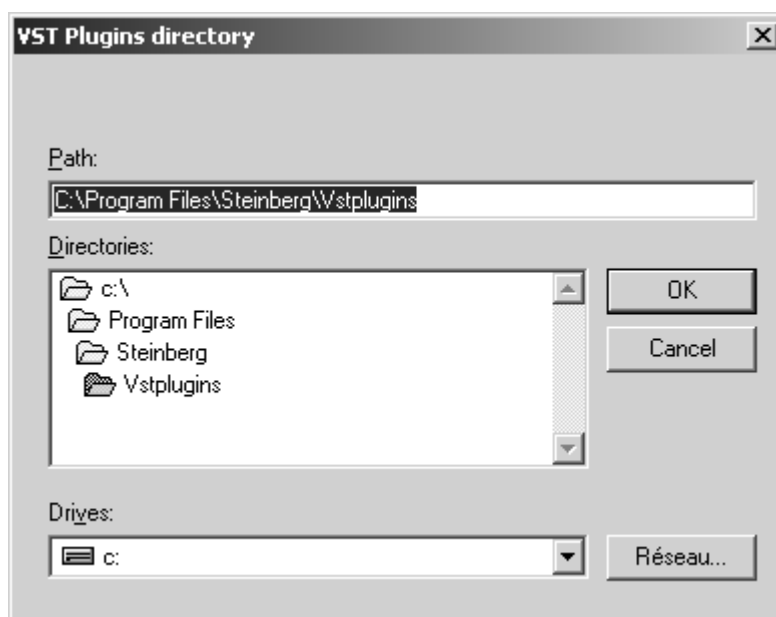 VST Plugins directory
Path:
C:\Program Files\Steinberg\Vstplugins
Directories:
c:\
Program Files
Steinberg
Vstplugins
OK
Cancel
Drives:
c:
Réseau...